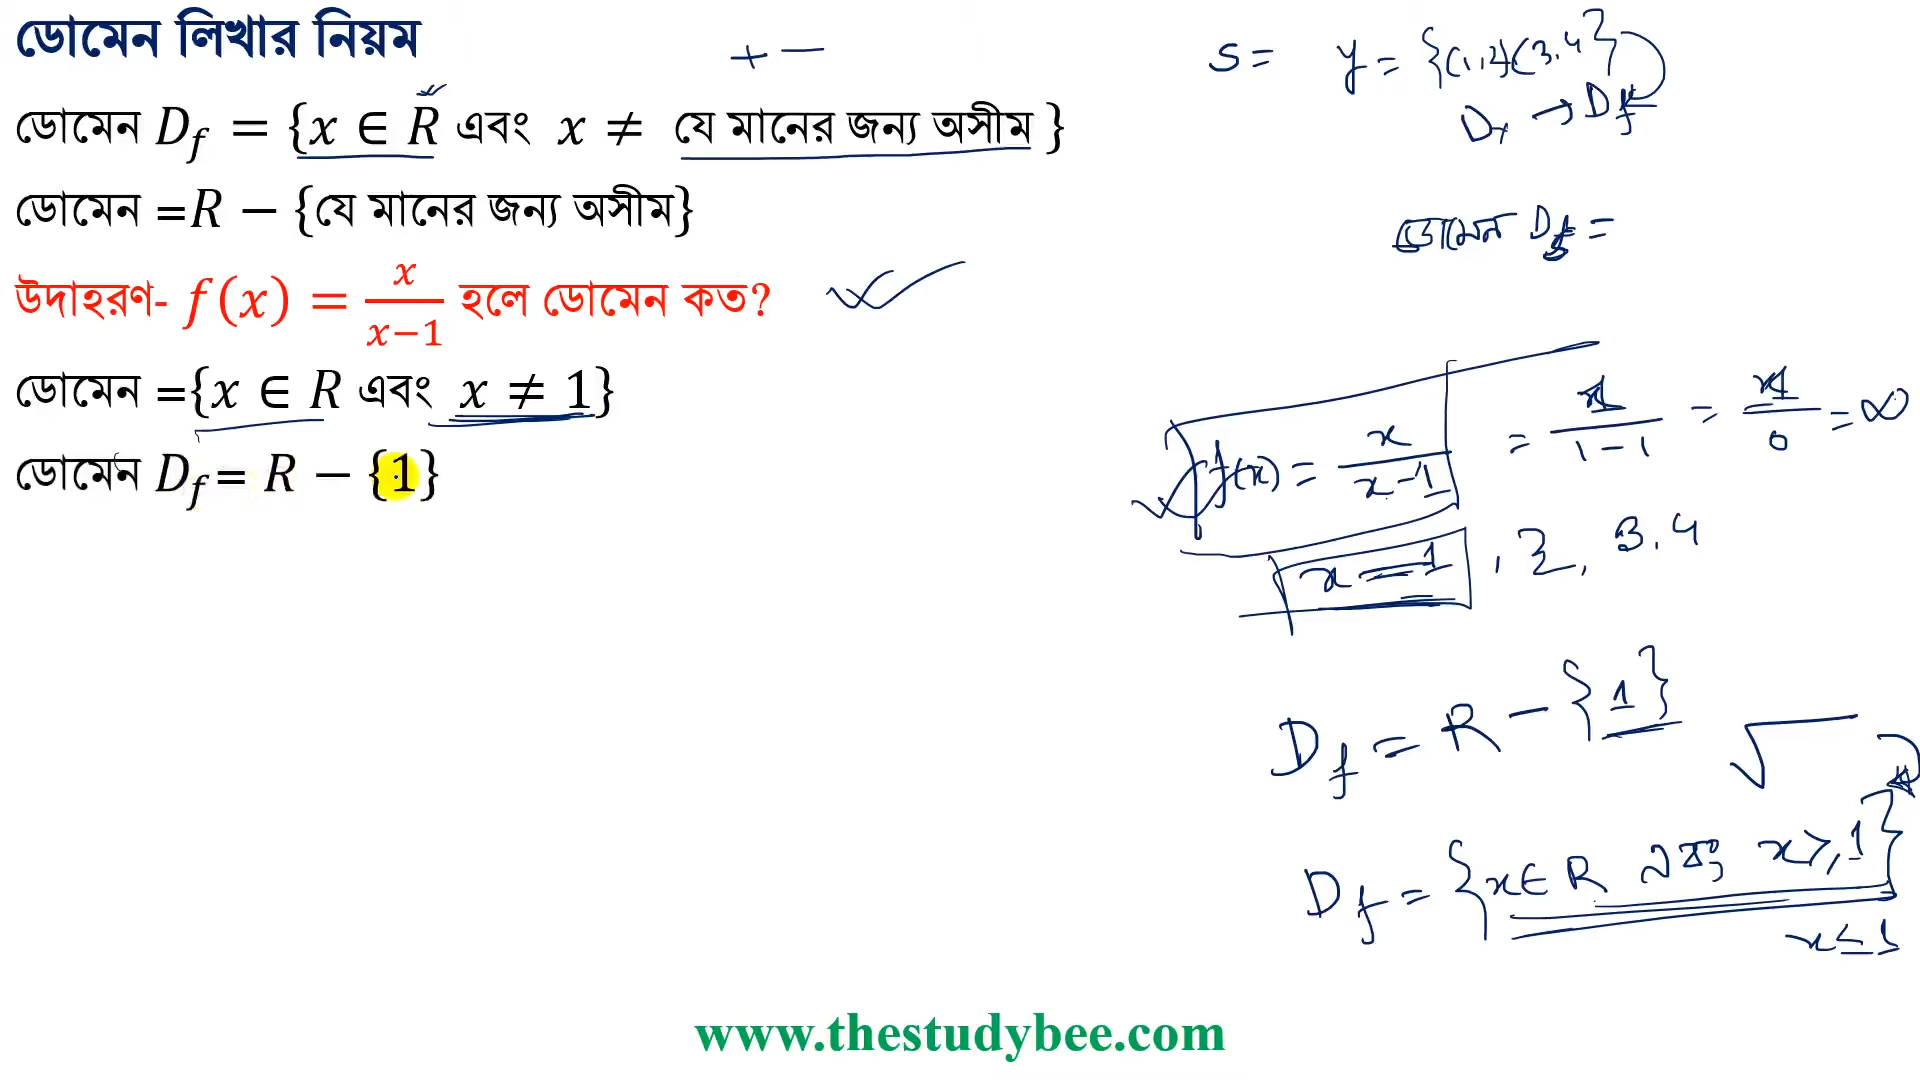 ডোমেন লিখার নিয়ম
+ −
S = y = {(1,2)(3,4}
ডোমেন D_f = {x ∈ R এবং x ≠ যে মানের জন্য অসীম }
→ D_f
ডোমেন =R − {যে মানের জন্য অসীম}
ডোমেন D_f =
উদাহরণ- f(x) = x/(x−1) হলে ডোমেন কত?
ডোমেন ={x ∈ R এবং x ≠ 1}
ডোমেন D_f = R − {1}
f(x) = x/(x−1) = 1/(1−1) = 1/0 = ∞
x = 1, 2, 3, 4
D_f = R − {1}
D_f = {x ∈ R এবং x ≥ 1}
x ≤ 1
www.thestudybee.com